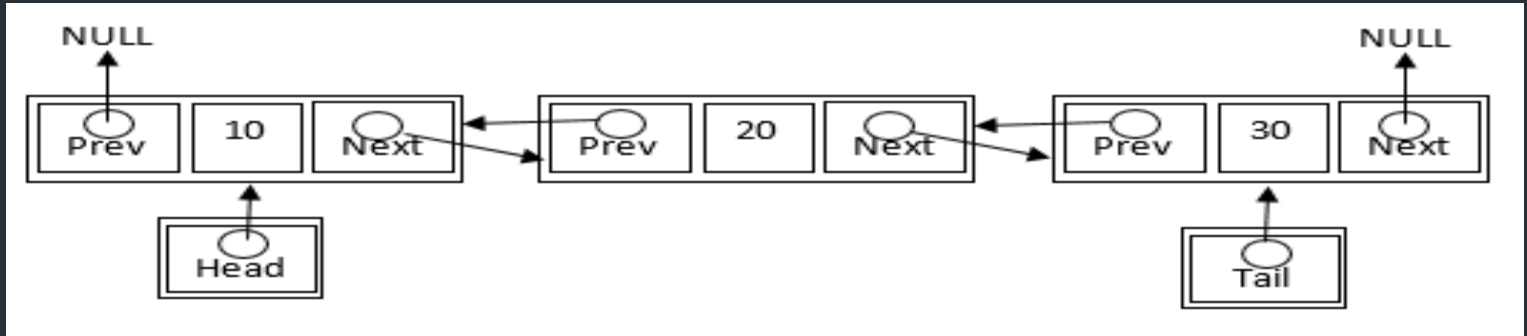 NULL NULL
Prev 10 Next Prev 20 Next Prev 30 Next
Head Tail